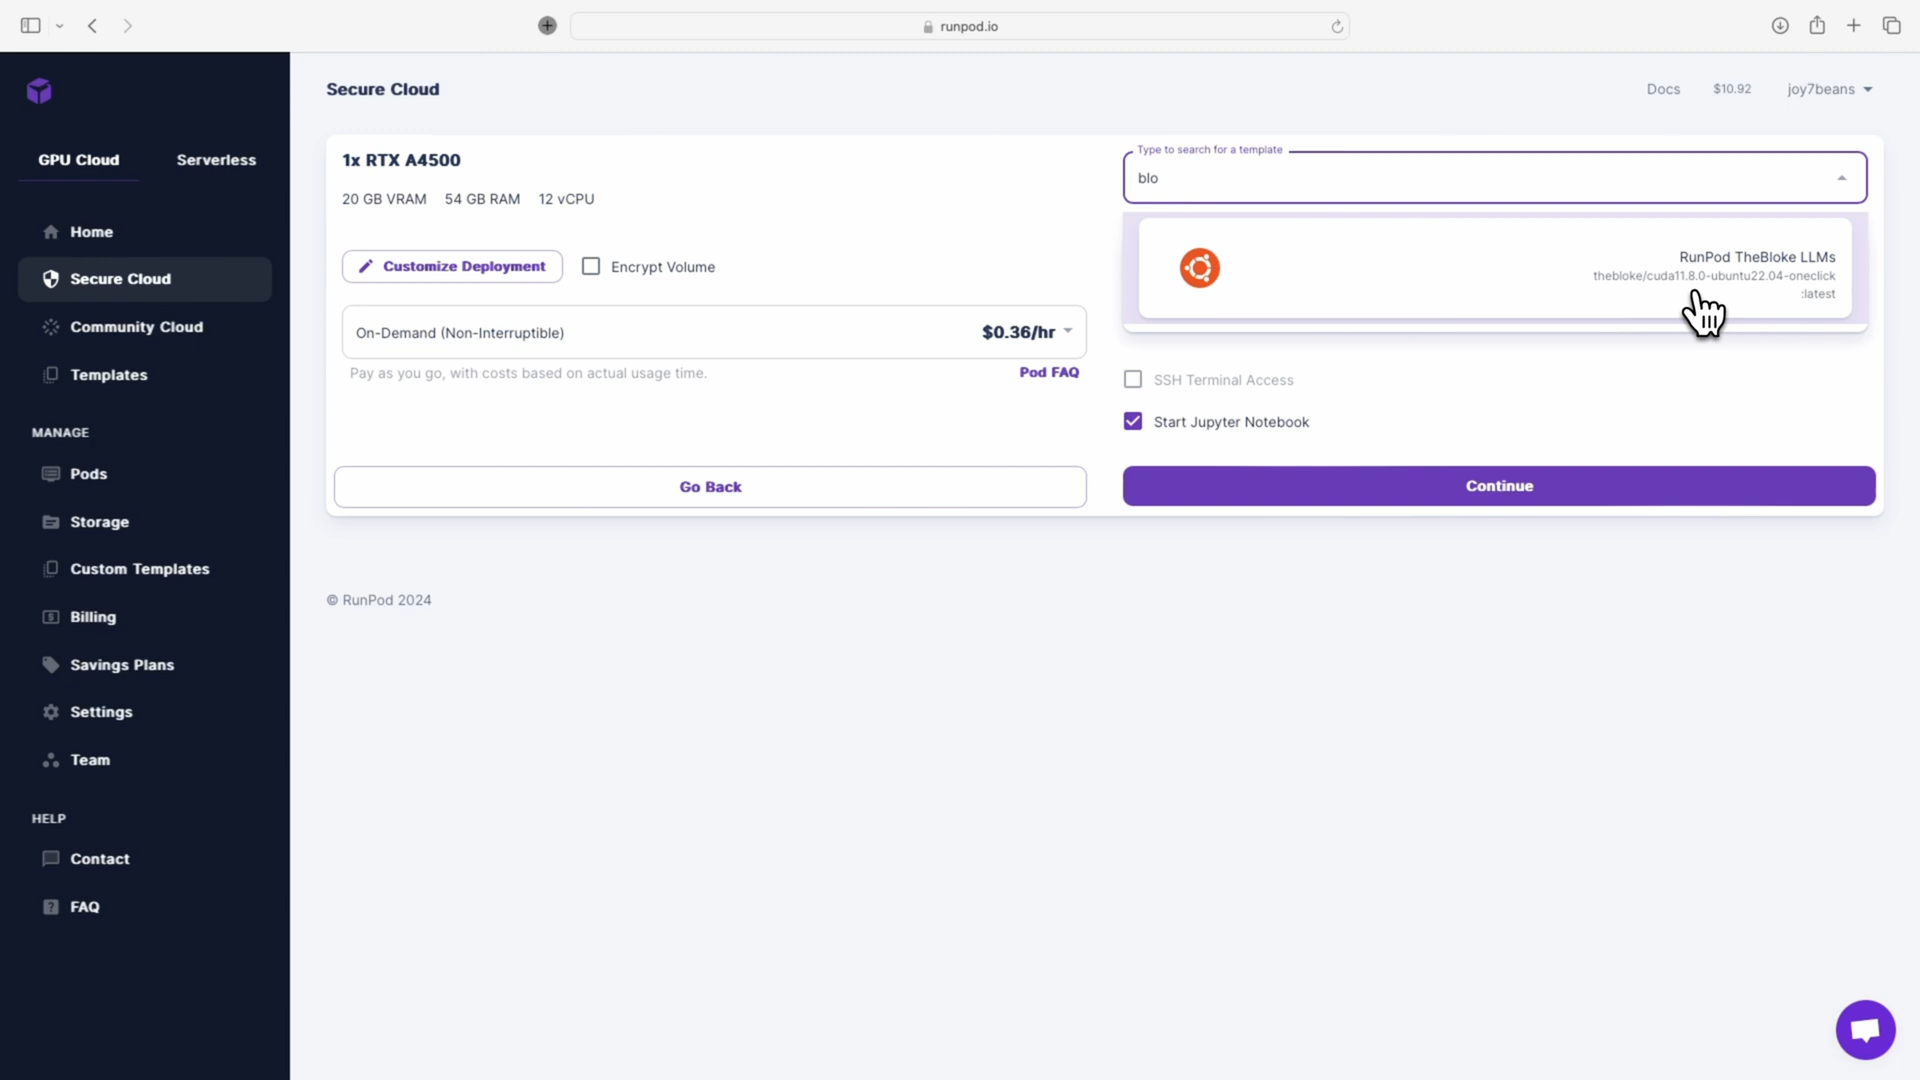 runpod.io
Secure Cloud
Docs
$10.92
joy7beans
GPU Cloud
Serverless
Home
Secure Cloud
Community Cloud
Templates
MANAGE
Pods
Storage
Custom Templates
Billing
Savings Plans
Settings
Team
HELP
Contact
FAQ
1x RTX A4500
20 GB VRAM 54 GB RAM 12 vCPU
Customize Deployment
Encrypt Volume
On-Demand (Non-Interruptible)
$0.36/hr
Pay as you go, with costs based on actual usage time.
Pod FAQ
Go Back
Type to search for a template
blo
RunPod TheBloke LLMs
thebloke/cuda11.8.0-ubuntu22.04-oneclick
:latest
SSH Terminal Access
Start Jupyter Notebook
Continue
© RunPod 2024